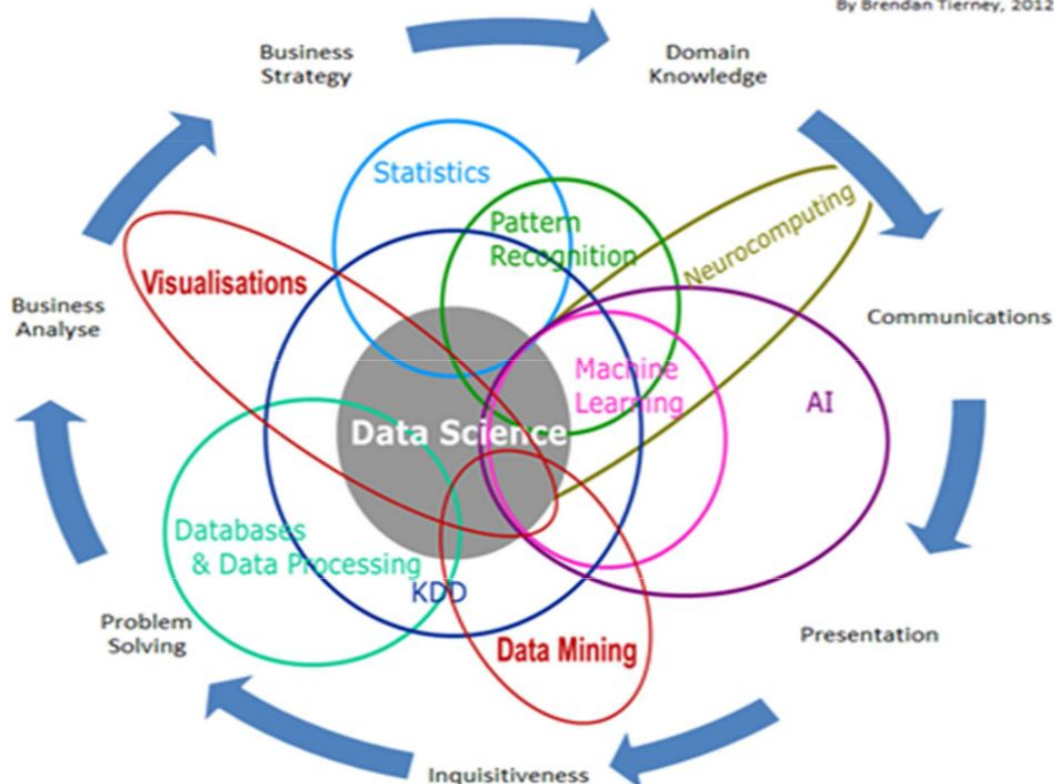 By Brendan Tierney, 2012
Business
Strategy
Domain
Knowledge
Statistics
Pattern
Recognition
Neurocomputing
Visualisations
Business
Analyse
Communications
Machine
Learning
AI
Data Science
Databases
& Data Processing
KDD
Problem
Solving
Data Mining
Presentation
Inquisitiveness